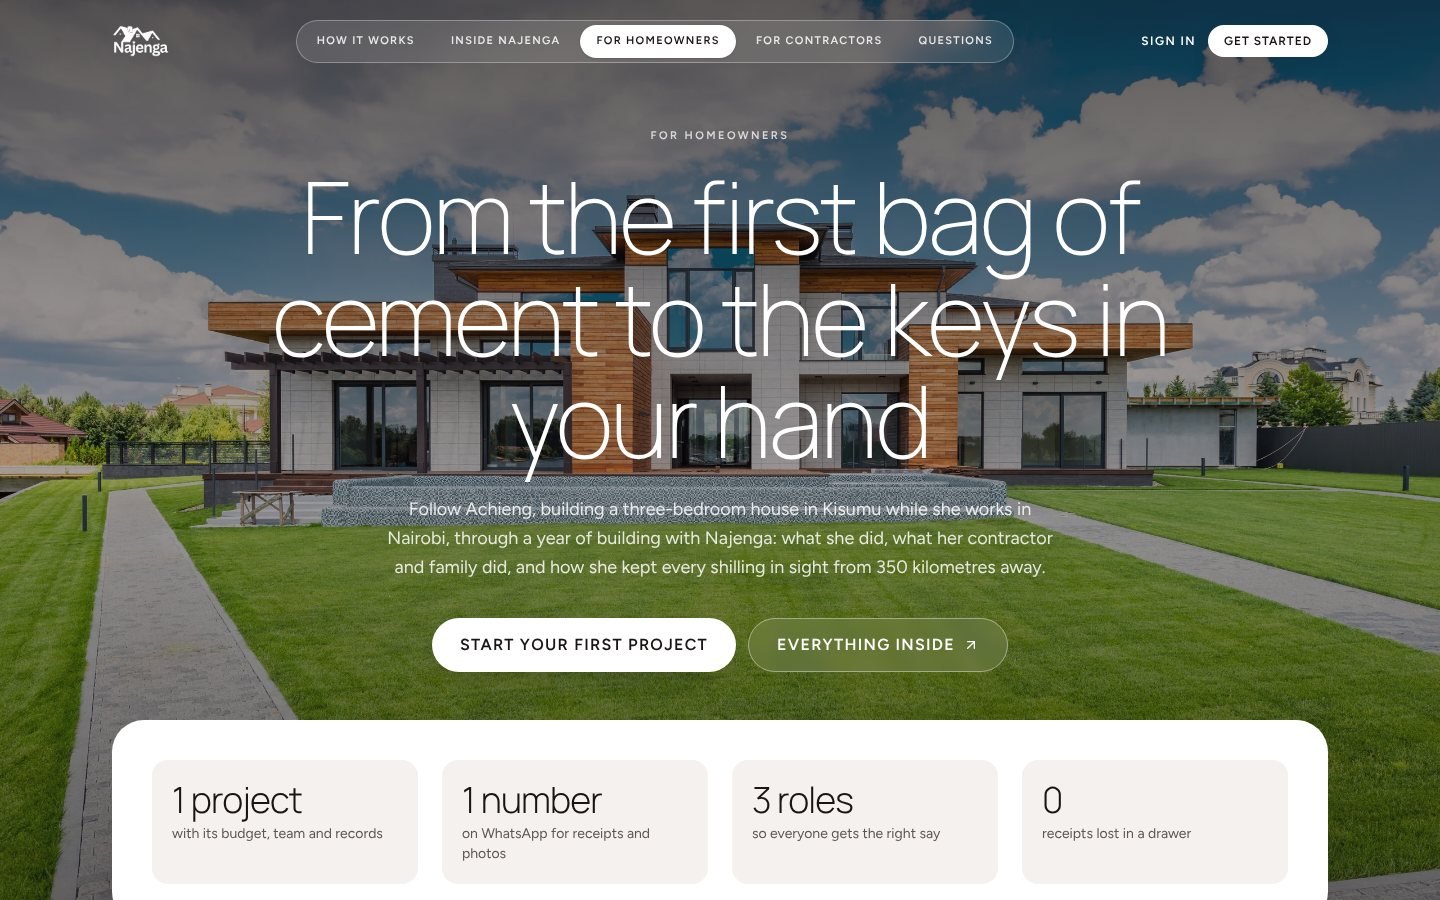 Najenga
HOW IT WORKS
INSIDE NAJENGA
FOR HOMEOWNERS
FOR CONTRACTORS
QUESTIONS
SIGN IN
GET STARTED
FOR HOMEOWNERS
From the first bag of
cement to the keys in
your hand
Follow Achieng, building a three-bedroom house in Kisumu while she works in
Nairobi, through a year of building with Najenga: what she did, what her contractor
and family did, and how she kept every shilling in sight from 350 kilometres away.
START YOUR FIRST PROJECT
EVERYTHING INSIDE
1 project
with its budget, team and records
1 number
on WhatsApp for receipts and
photos
3 roles
so everyone gets the right say
0
receipts lost in a drawer